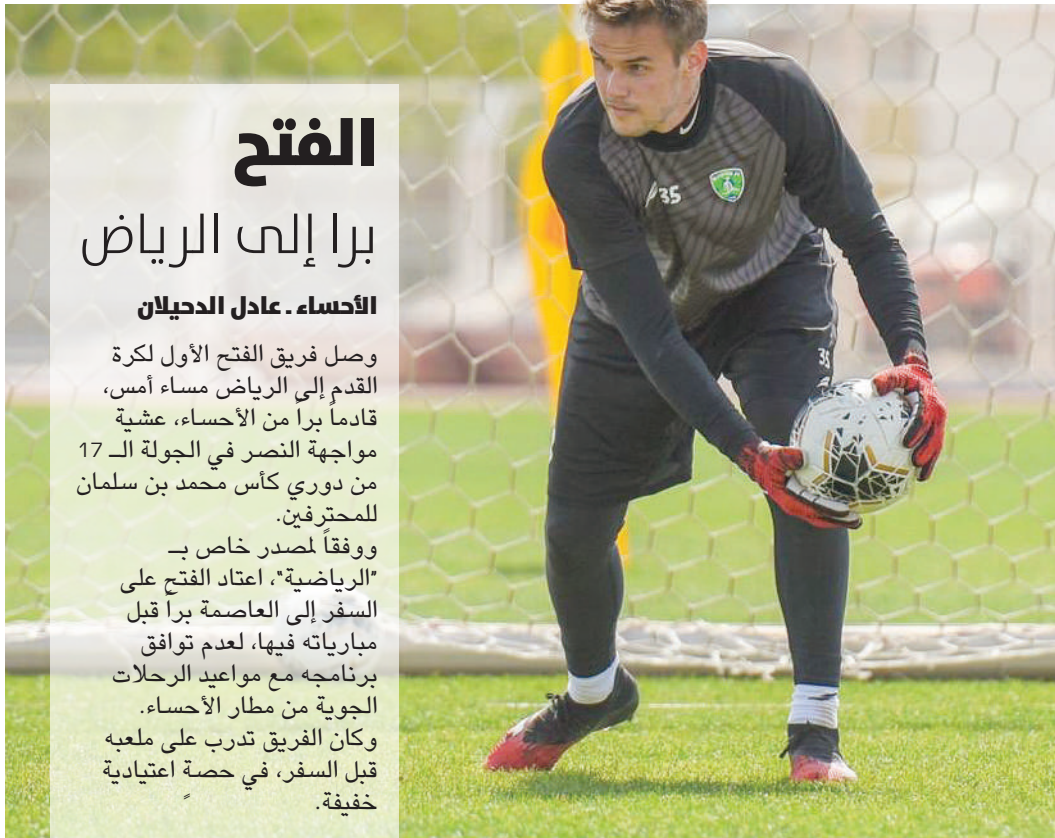 الفتح
برا إلى الرياض
الأحساء ـ عادل الدحيلان
وصل فريق الفتح الأول لكرة
القدم إلى الرياض مساء أمس،
قادماً براً من الأحساء، عشية
مواجهة النصر في الجولة الـ 17
من دوري كأس محمد بن سلمان
للمحترفين.
ووفقاً لمصدر خاص بـ
"الرياضية"، اعتاد الفتح على
السفر إلى العاصمة براً قبل
مبارياته فيها، لعدم توافق
برنامجه مع مواعيد الرحلات
الجوية من مطار الأحساء.
وكان الفريق تدرب على ملعبه
قبل السفر، في حصةٍ اعتيادية
خفيفة.
35
35